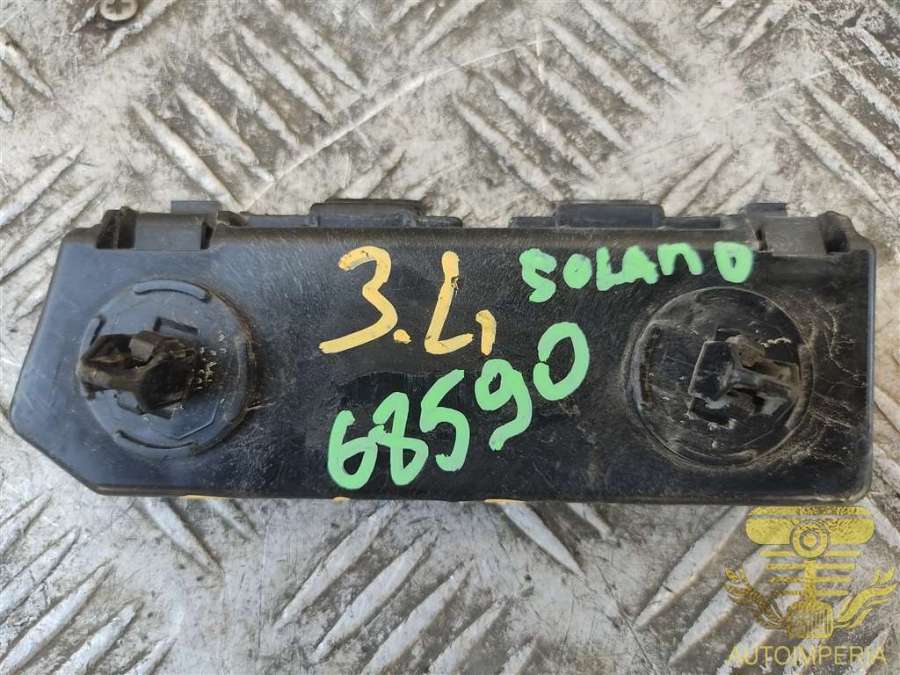 3.L,
SOLANO
68590
AUTOIMPERIA